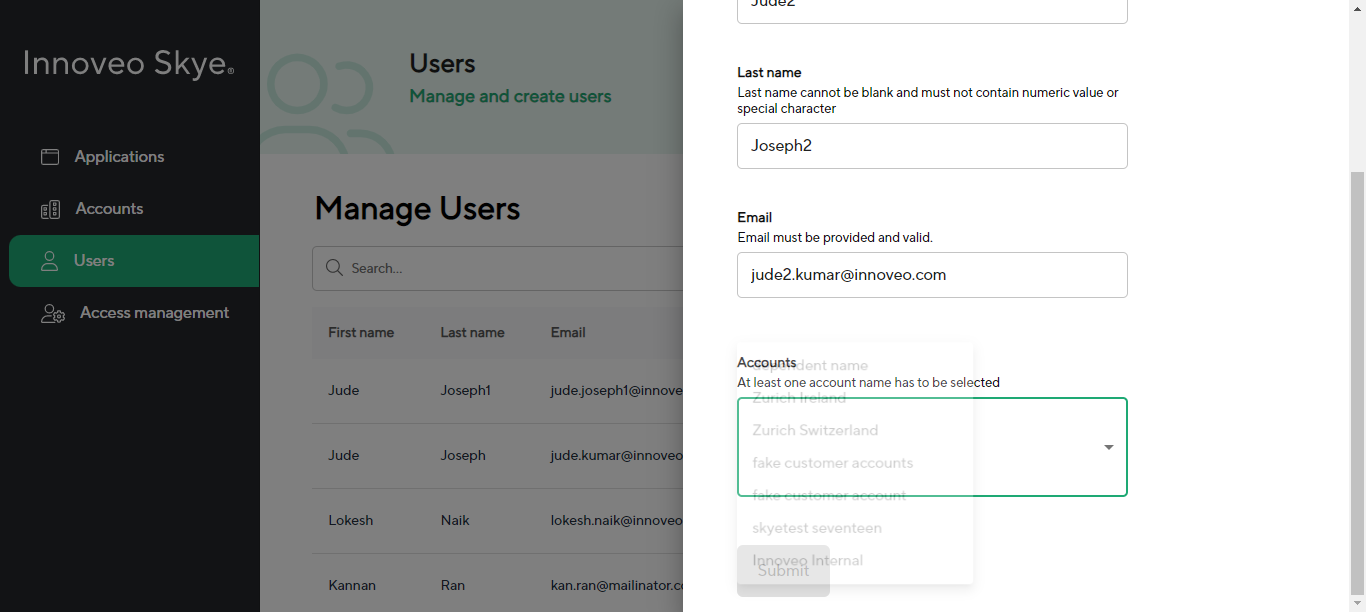 Innoveo Skye®
Applications
Accounts
Users
Access management
Users
Manage and create users
Manage Users
Search...
First name Last name Email
Jude Joseph1 jude.joseph1@innove
Jude Joseph jude.kumar@innoveo
Lokesh Naik lokesh.naik@innoveo
Kannan Ran kan.ran@mailinator.c
Jude2
Last name
Last name cannot be blank and must not contain numeric value or
special character
Joseph2
Email
Email must be provided and valid.
jude2.kumar@innoveo.com
Accounts
dependent name
At least one account name has to be selected
Zurich Ireland
Zurich Switzerland
fake customer accounts
fake customer account
skyetest seventeen
Innoveo Internal
Submit